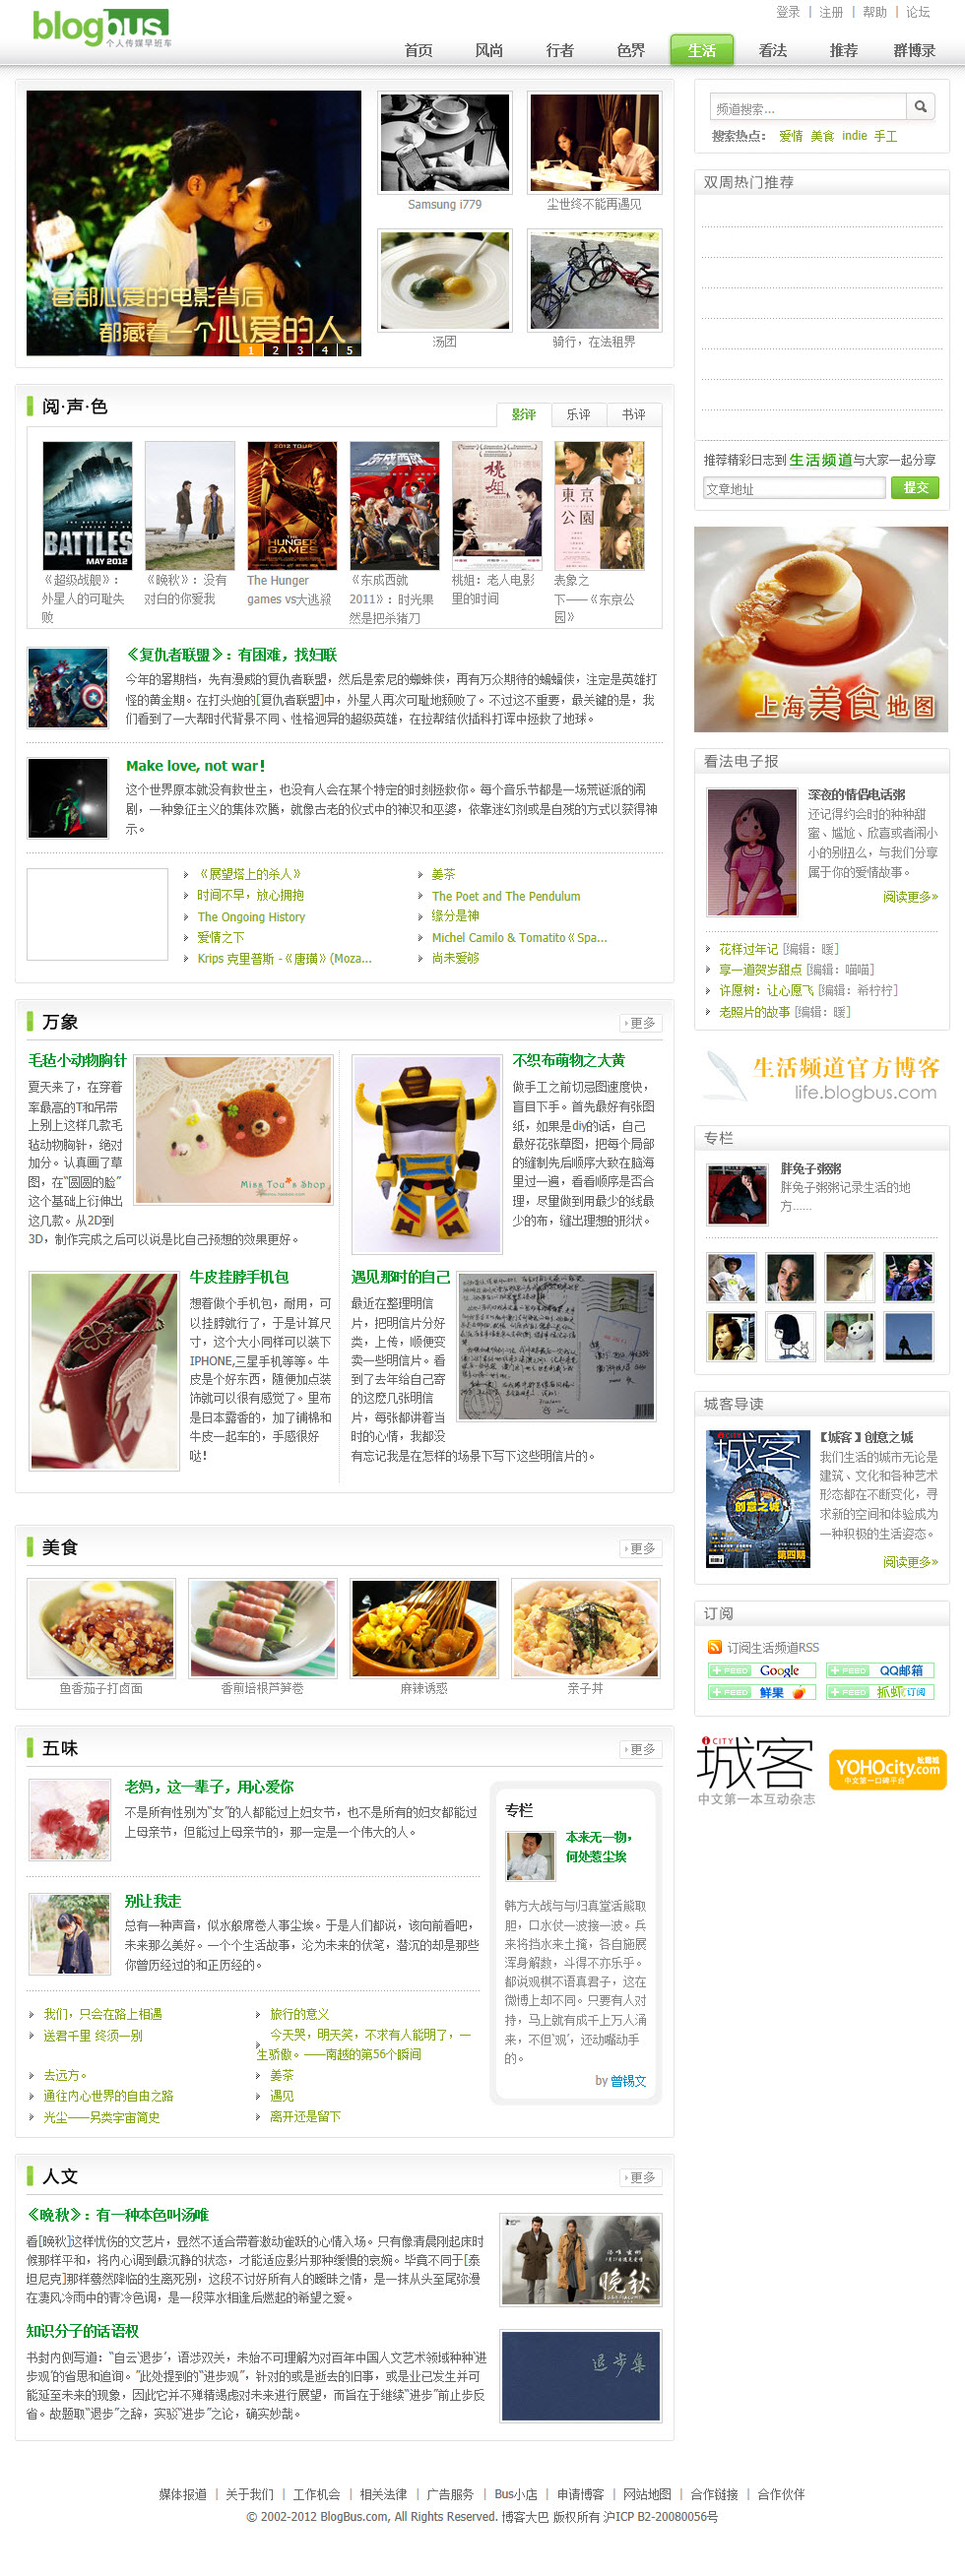 登录 | 注册 | 帮助 | 论坛
blogbus
个人传媒早班车
首页 风尚 行者 色界 生活 看法 推荐 群博录
每部心爱的电影背后
都藏着一个心爱的人
1 2 3 4 5
Samsung i779
尘世终不能再遇见
汤团
骑行，在法租界
阅·声·色
影评 乐评 书评
BATTLES
MAY 2012
2012 TOUR
THE HUNGER GAMES
东成西就
桃姐
東京公園
《超级战舰》：外星人的可耻失败
《晚秋》：没有对白的你爱我
The Hunger games vs大逃殺
《东成西就2011》：时光果然是把杀猪刀
桃姐：老人电影里的时间
表象之下——《东京公园》
《复仇者联盟》：有困难，找妇联
今年的暑期档，先有漫威的复仇者联盟，然后是索尼的蜘蛛侠，再有万众期待的蝙蝠侠，注定是英雄打
怪的黄金期。在打头炮的[复仇者联盟]中，外星人再次可耻地颓败了。不过这不重要，最关键的是，我
们看到了一大帮时代背景不同、性格迥异的超级英雄，在拉帮结伙插科打诨中拯救了地球。
Make love, not war!
这个世界原本就没有救世主，也没有人会在某个特定的时刻拯救你。每个音乐节都是一场荒诞派的闹
剧，一种象征主义的集体欢腾，就像古老的仪式中的神汉和巫婆，依靠迷幻剂或是自残的方式以获得神
示。
《展望塔上的杀人》
时间不早，放心拥抱
The Ongoing History
爱情之下
Krips 克里普斯 -《唐璜》(Moza...
姜茶
The Poet and The Pendulum
缘分是神
Michel Camilo & Tomatito《Spa...
尚未爱够
万象
更多
毛毡小动物胸针
夏天来了，在穿着
率最高的T和吊带
上别上这样几款毛
毡动物胸针，绝对
加分。认真画了草
图，在“圆圆的脸”
这个基础上衍伸出
这几款。从2D到
3D，制作完成之后可以说是比自己预想的效果更好。
Miss Tou's Shop
不织布萌物之大黄
做手工之前切忌图速度快，
盲目下手。首先最好有张图
纸，如果是diy的话，自己
最好花张草图，把每个局部
的缝制先后顺序大致在脑海
里过一遍，看看顺序是否合
理，尽量做到用最少的线最
少的布，缝出理想的形状。
牛皮挂脖手机包
想着做个手机包，耐用，可
以挂脖就行了，于是计算尺
寸，这个大小同样可以装下
IPHONE,三星手机等等。牛
皮是个好东西，随便加点装
饰就可以很有感觉了。里布
是日本露香的，加了铺棉和
牛皮一起车的，手感很好
哒！
遇见那时的自己
最近在整理明信
片，把明信片分好
类，上传，顺便变
卖一些明信片。看
到了去年给自己寄
的这麽几张明信
片，每张都讲着当
时的心情，我都没
有忘记我是在怎样的场景下写下这些明信片的。
美食
更多
鱼香茄子打卤面
香煎培根芦笋卷
麻辣诱惑
亲子丼
五味
更多
老妈，这一辈子，用心爱你
不是所有性别为“女”的人都能过上妇女节，也不是所有的妇女都能过
上母亲节，但能过上母亲节的，那一定是一个伟大的人。
别让我走
总有一种声音，似水般席卷人事尘埃。于是人们都说，该向前看吧，
未来那么美好。一个个生活故事，沦为未来的伏笔，潜沉的却是那些
你曾历经过的和正历经的。
我们，只会在路上相遇
送君千里 终须一别
去远方。
通往内心世界的自由之路
光尘——另类宇宙简史
旅行的意义
今天哭，明天笑，不求有人能明了，一
生骄傲。——南越的第56个瞬间
姜茶
遇见
离开还是留下
专栏
本来无一物，
何处惹尘埃
韩方大战与与归真堂活熊取
胆，口水仗一波接一波。兵
来将挡水来土掩，各自施展
浑身解数，斗得不亦乐乎。
都说观棋不语真君子，这在
微博上却不同。只要有人对
持，马上就有成千上万人涌
来，不但‘观’，还动嘴动手
的。
by 曾锡文
人文
更多
《晚秋》：有一种本色叫汤唯
看[晚秋]这样忧伤的文艺片，显然不适合带着激动雀跃的心情入场。只有像清晨刚起床时
候那样平和，将内心调到最沉静的状态，才能适应影片那种缓慢的哀婉。毕竟不同于[泰
坦尼克]那样蓦然降临的生离死别，这段不讨好所有人的暧昧之情，是一抹从头至尾弥漫
在凄风冷雨中的青冷色调，是一段萍水相逢后燃起的希望之爱。
晚秋
知识分子的话语权
书封内侧写道：“自云‘退步’，语涉双关，未始不可理解为对百年中国人文艺术领域种种‘进
步观’的省思和追询。”此处提到的“进步观”，针对的或是逝去的旧事，或是业已发生并可
能延至未来的现象，因此它并不殚精竭虑对未来进行展望，而旨在于继续“进步”前止步反
省。故题取“退步”之辞，实驳“进步”之论，确实妙哉。
退步集
频道搜索...
搜索热点： 爱情 美食 indie 手工
双周热门推荐
推荐精彩日志到 生活频道与大家一起分享
文章地址
提交
上海美食地图
看法电子报
深夜的情侣电话粥
还记得约会时的种种甜
蜜、尴尬、欣喜或者闹小
小的别扭么，与我们分享
属于你的爱情故事。
阅读更多»
花样过年记 [编辑：暖]
享一道贺岁甜点 [编辑：喵喵]
许愿树：让心愿飞 [编辑：希柠柠]
老照片的故事 [编辑：暖]
生活频道官方博客
life.blogbus.com
专栏
胖兔子粥粥
胖兔子粥粥记录生活的地
方......
城客导读
城客
创意之城
第四期
【城客】创意之城
我们生活的城市无论是
建筑、文化和各种艺术
形态都在不断变化，寻
求新的空间和体验成为
一种积极的生活姿态。
阅读更多»
订阅
订阅生活频道RSS
+ FEED Google
+ FEED QQ邮箱
+ FEED 鲜果
+ FEED 抓虾订阅
iCITY
城客
中文第一本互动杂志
YOHOcity.com
中文第一口碑平台
媒体报道 | 关于我们 | 工作机会 | 相关法律 | 广告服务 | Bus小店 | 申请博客 | 网站地图 | 合作链接 | 合作伙伴
© 2002-2012 BlogBus.com, All Rights Reserved. 博客大巴 版权所有 沪ICP B2-20080056号